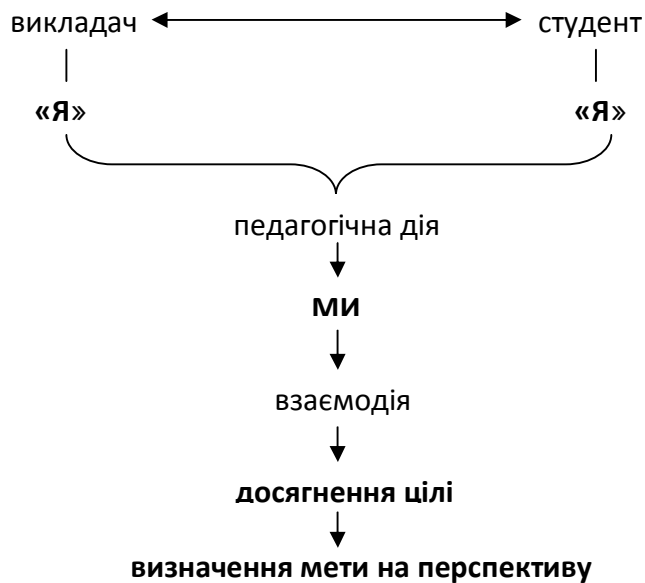 викладач студент
«Я» «Я»
педагогічна дія
МИ
взаємодія
досягнення цілі
визначення мети на перспективу